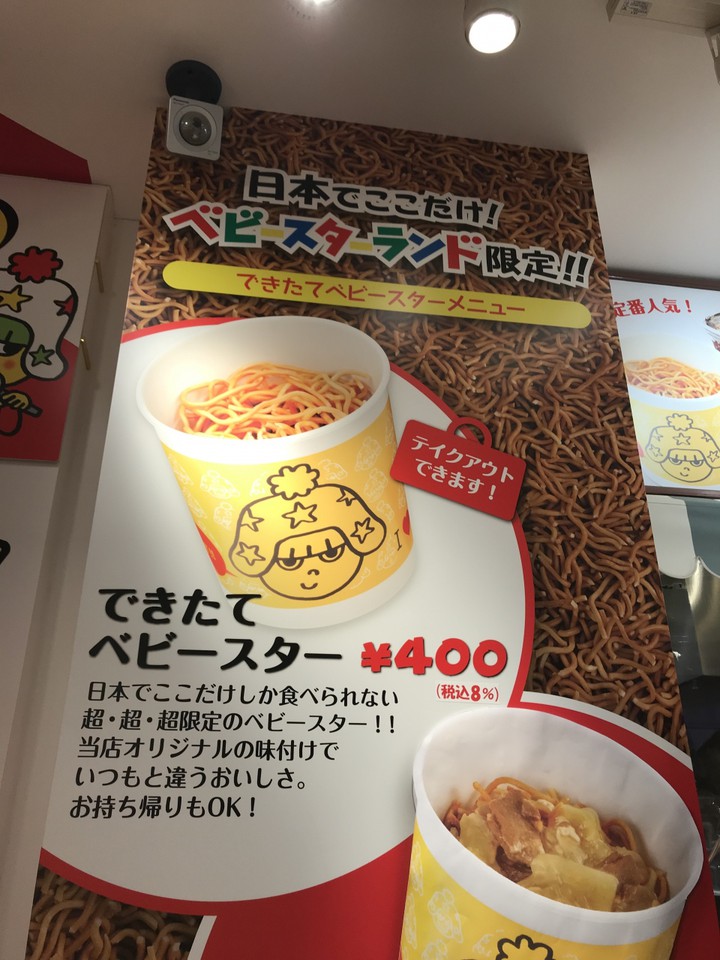 日本でここだけ!
ベビースターランド限定!!
できたてベビースターメニュー
定番人気!
テイクアウト
できます!
できたて
ベビースター ¥400
(税込8%)
日本でここだけしか食べられない
超・超・超限定のベビースター!!
当店オリジナルの味付けで
いつもと違うおいしさ。
お持ち帰りもOK!